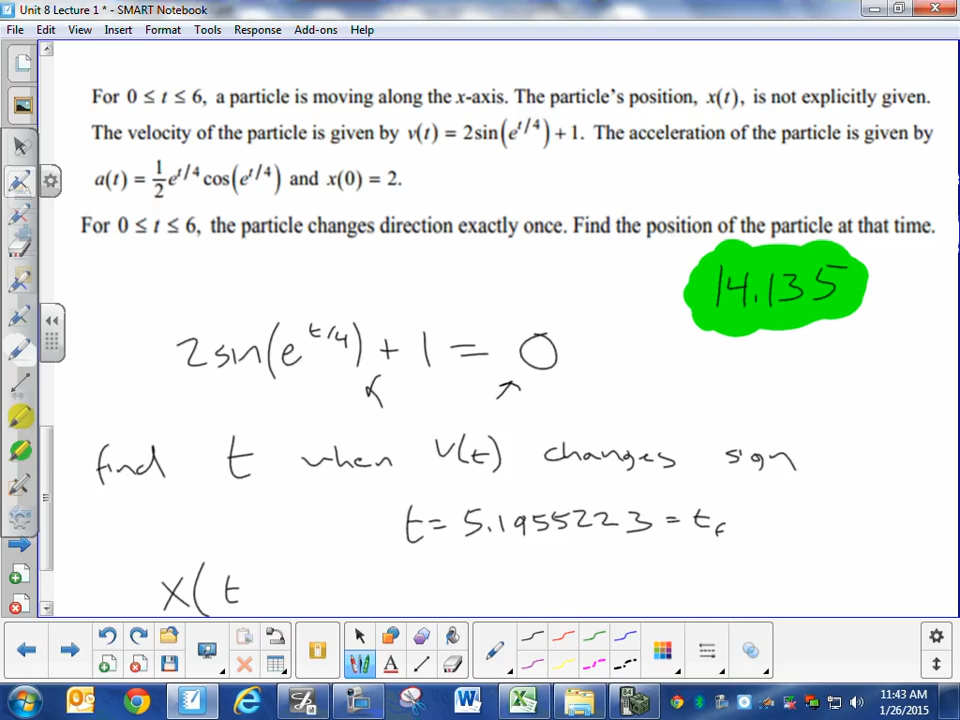 Unit 8 Lecture 1 * - SMART Notebook
File Edit View Insert Format Tools Response Add-ons Help
For 0 ≤ t ≤ 6, a particle is moving along the x-axis. The particle's position, x(t), is not explicitly given.
The velocity of the particle is given by v(t) = 2sin(e^{t/4}) + 1. The acceleration of the particle is given by
a(t) = 1/2 e^{t/4} cos(e^{t/4}) and x(0) = 2.
For 0 ≤ t ≤ 6, the particle changes direction exactly once. Find the position of the particle at that time.
14.135
2sin(e^{t/4}) + 1 = 0
find t when v(t) changes sign
t = 5.1955223 = t_f
x(t
A
11:43 AM
1/26/2015